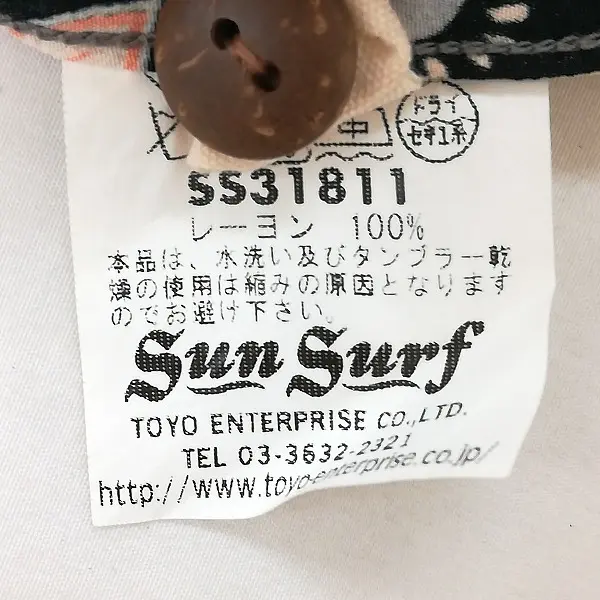 中
ドライ
セキユ系
SS31811
レーヨン 100%
本品は、水洗い及びタンブラー乾
燥の使用は縮みの原因となります
のでお避け下さい。
Sun Surf
TOYO ENTERPRISE CO.,LTD.
TEL 03-3632-2321
http://www.toyo-enterprise.co.jp/